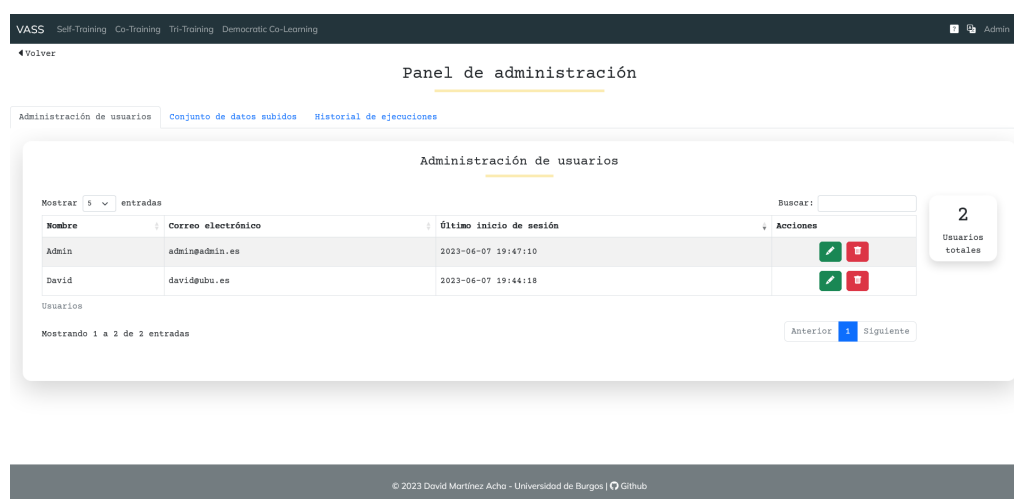 VASS Self-Training Co-Training Tri-Training Democratic Co-Learning Admin
Volver
Panel de administración
Administración de usuarios Conjunto de datos subidos Historial de ejecuciones
Administración de usuarios
Mostrar 5 entradas Buscar:
Nombre Correo electrónico Último inicio de sesión Acciones
Admin admin@admin.es 2023-06-07 19:47:10
David david@ubu.es 2023-06-07 19:44:18
2
Usuarios
totales
Usuarios
Mostrando 1 a 2 de 2 entradas Anterior 1 Siguiente
© 2023 David Martínez Acha - Universidad de Burgos | Github